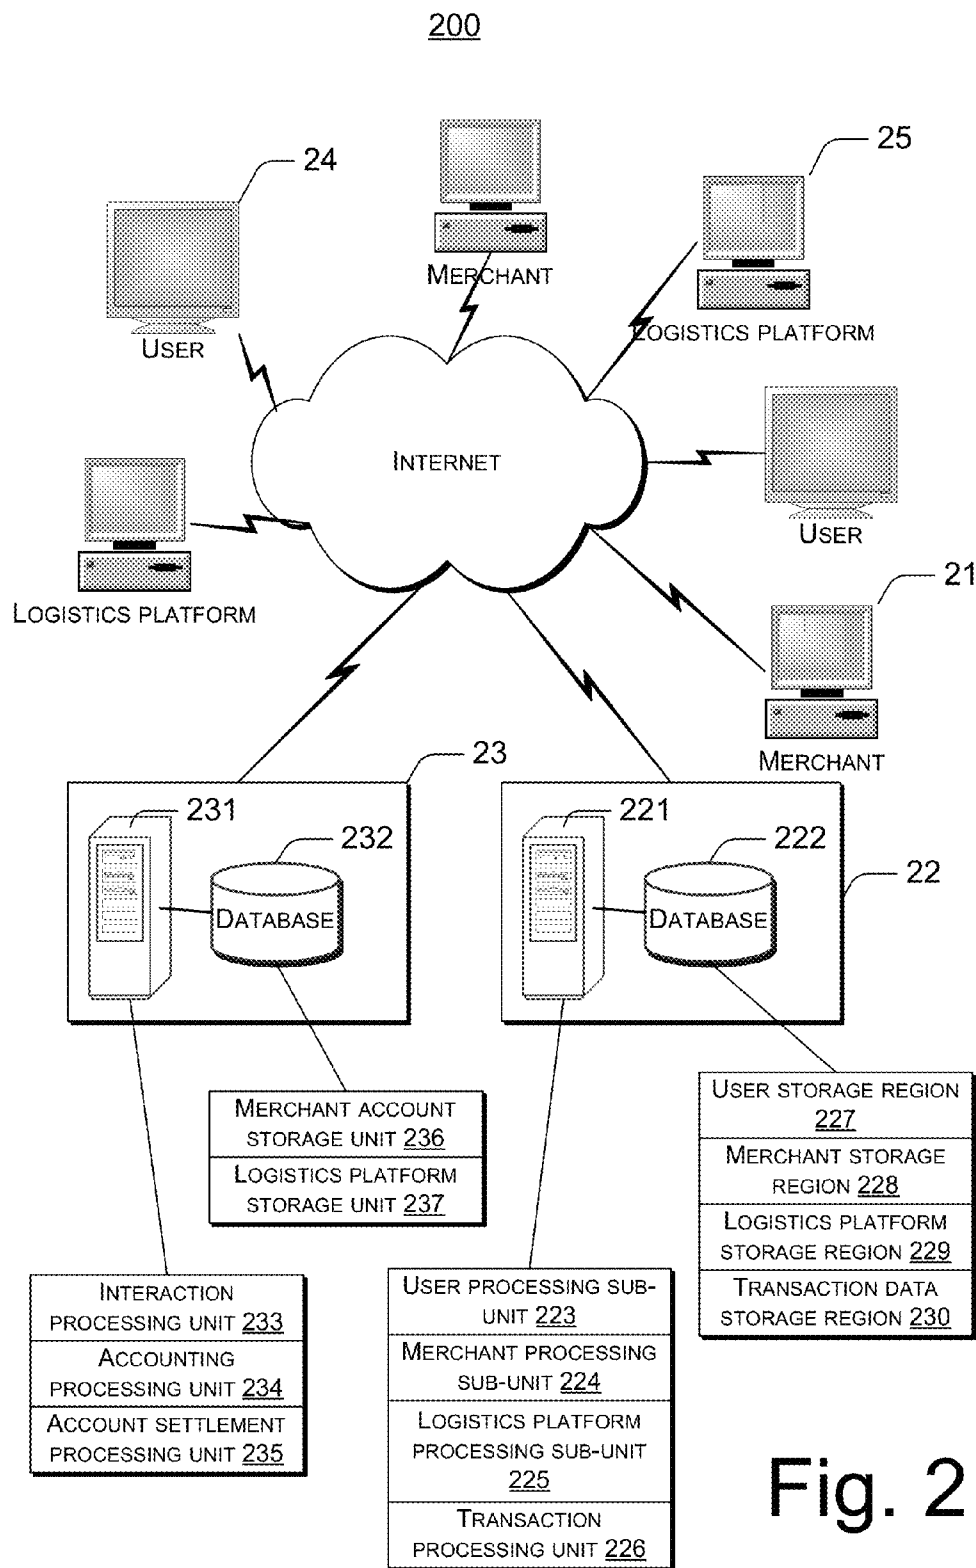 200
24
MERCHANT
25
USER
LOGISTICS PLATFORM
INTERNET
USER
LOGISTICS PLATFORM
21
MERCHANT
23
231
232
DATABASE
221
222
DATABASE
22
MERCHANT ACCOUNT
STORAGE UNIT 236
LOGISTICS PLATFORM
STORAGE UNIT 237
USER STORAGE REGION
227
MERCHANT STORAGE
REGION 228
LOGISTICS PLATFORM
STORAGE REGION 229
TRANSACTION DATA
STORAGE REGION 230
INTERACTION
PROCESSING UNIT 233
ACCOUNTING
PROCESSING UNIT 234
ACCOUNT SETTLEMENT
PROCESSING UNIT 235
USER PROCESSING SUB-
UNIT 223
MERCHANT PROCESSING
SUB-UNIT 224
LOGISTICS PLATFORM
PROCESSING SUB-UNIT
225
TRANSACTION
PROCESSING UNIT 226
Fig. 2